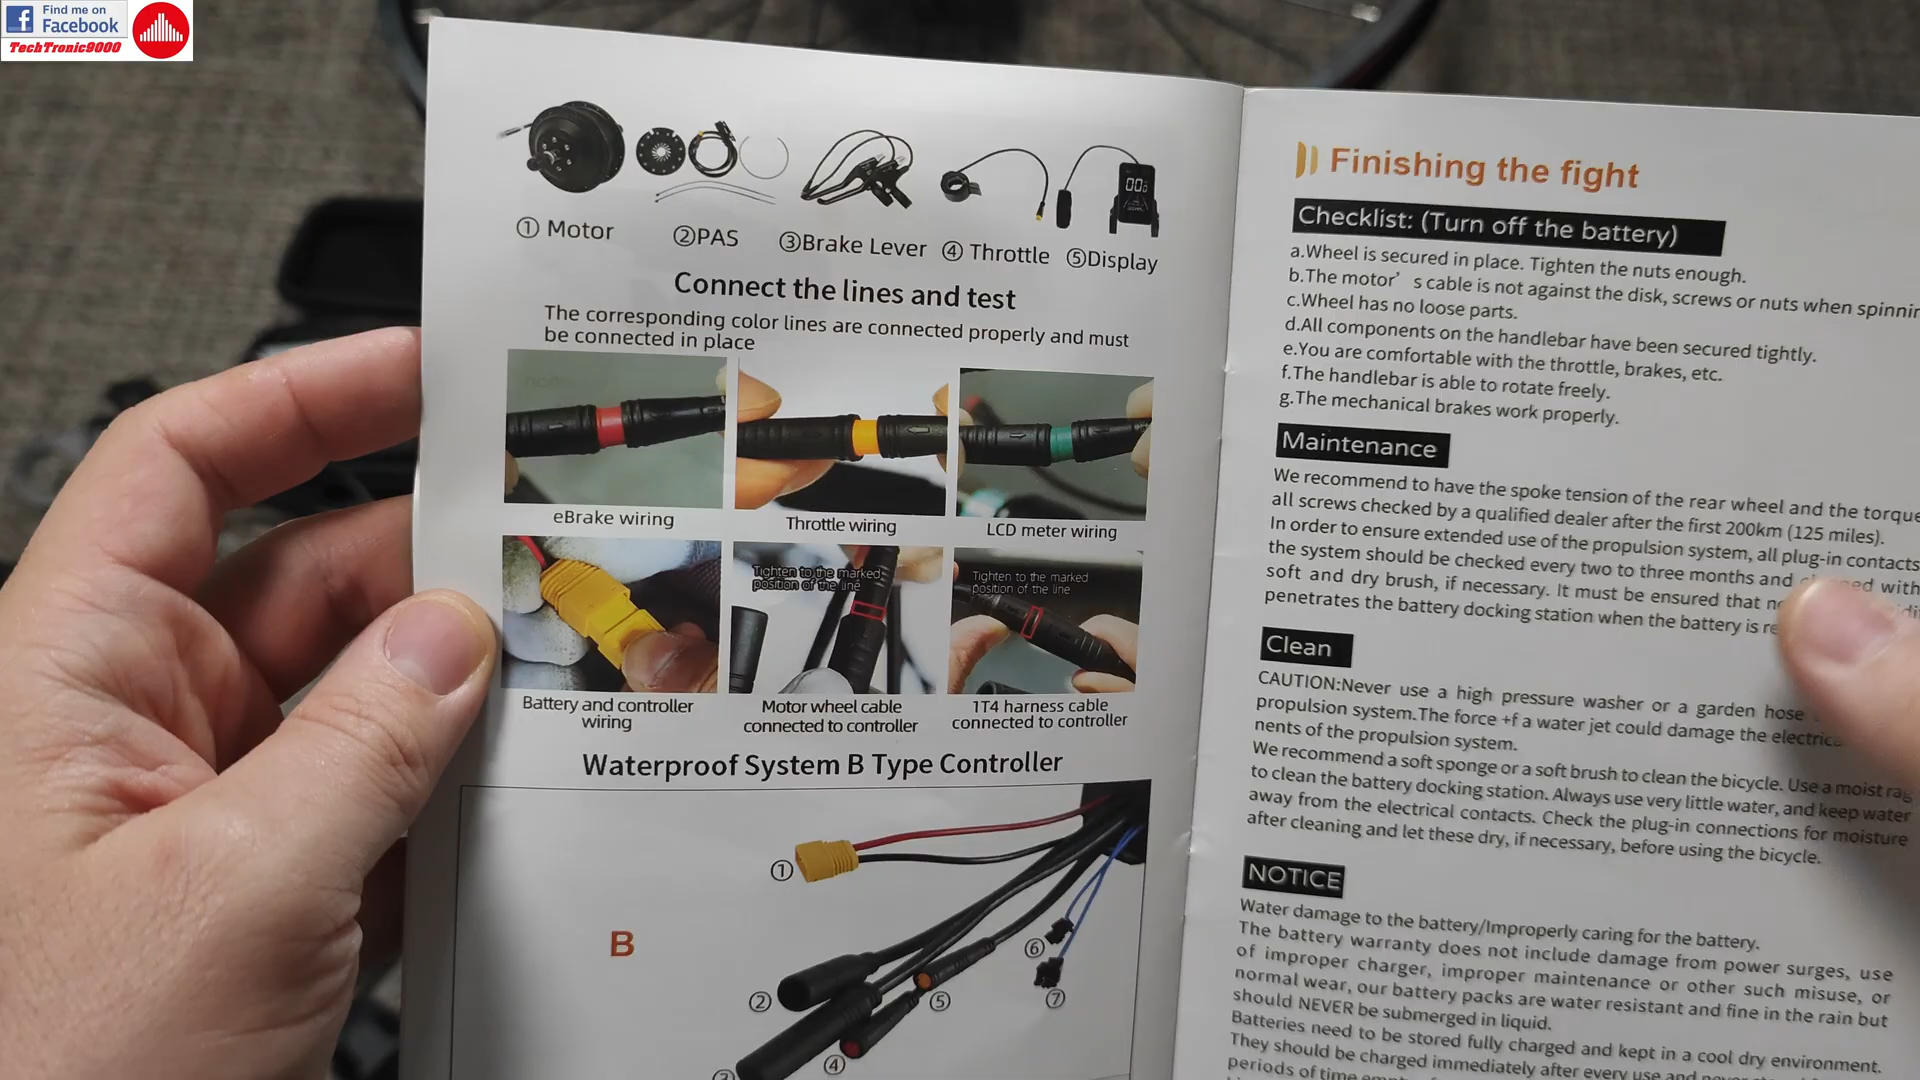 Find me on
Facebook
TechTronic9000
① Motor
②PAS
③Brake Lever
④ Throttle
⑤Display
Connect the lines and test
The corresponding color lines are connected properly and must
be connected in place
eBrake wiring
Throttle wiring
LCD meter wiring
Tighten to the marked
position of the line
Tighten to the marked
position of the line
Battery and controller
wiring
Motor wheel cable
connected to controller
1T4 harness cable
connected to controller
Waterproof System B Type Controller
B
①
②
③
④
⑤
⑥
⑦
Finishing the fight
Checklist: (Turn off the battery)
a.Wheel is secured in place. Tighten the nuts enough.
b.The motor’ s cable is not against the disk, screws or nuts when
c.Wheel has no loose parts.
d.All components on the handlebar have been secured tightly.
e.You are comfortable with the throttle, brakes, etc.
f.The handlebar is able to rotate freely.
g.The mechanical brakes work properly.
Maintenance
We recommend to have the spoke tension of the rear wheel and the torque
all screws checked by a qualified dealer after the first 200km (125 miles).
In order to ensure extended use of the propulsion system, all plug-in contacts
the system should be checked every two to three months and with
soft and dry brush, if necessary. It must be ensured that
penetrates the battery docking station when the battery is
Clean
CAUTION:Never use a high pressure washer or a garden hose
propulsion system.The force +f a water jet could damage the
nents of the propulsion system.
We recommend a soft sponge or a soft brush to clean the bicycle. Use a moist rag
to clean the battery docking station. Always use very little water, and keep water
away from the electrical contacts. Check the plug-in connections for moisture
after cleaning and let these dry, if necessary, before using the bicycle.
NOTICE
Water damage to the battery/Improperly caring for the battery.
The battery warranty does not include damage from power surges, use
of improper charger, improper maintenance or other such misuse, or
normal wear, our battery packs are water resistant and fine in the rain but
should NEVER be submerged in liquid.
Batteries need to be stored fully charged and kept in a cool dry environment.
They should be charged immediately after every use and
periods of time